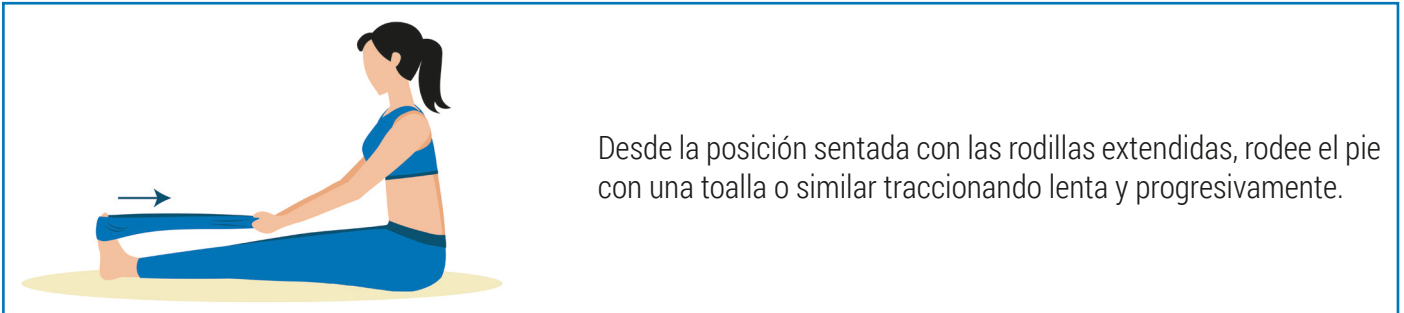 Desde la posición sentada con las rodillas extendidas, rodee el pie
con una toalla o similar traccionando lenta y progresivamente.